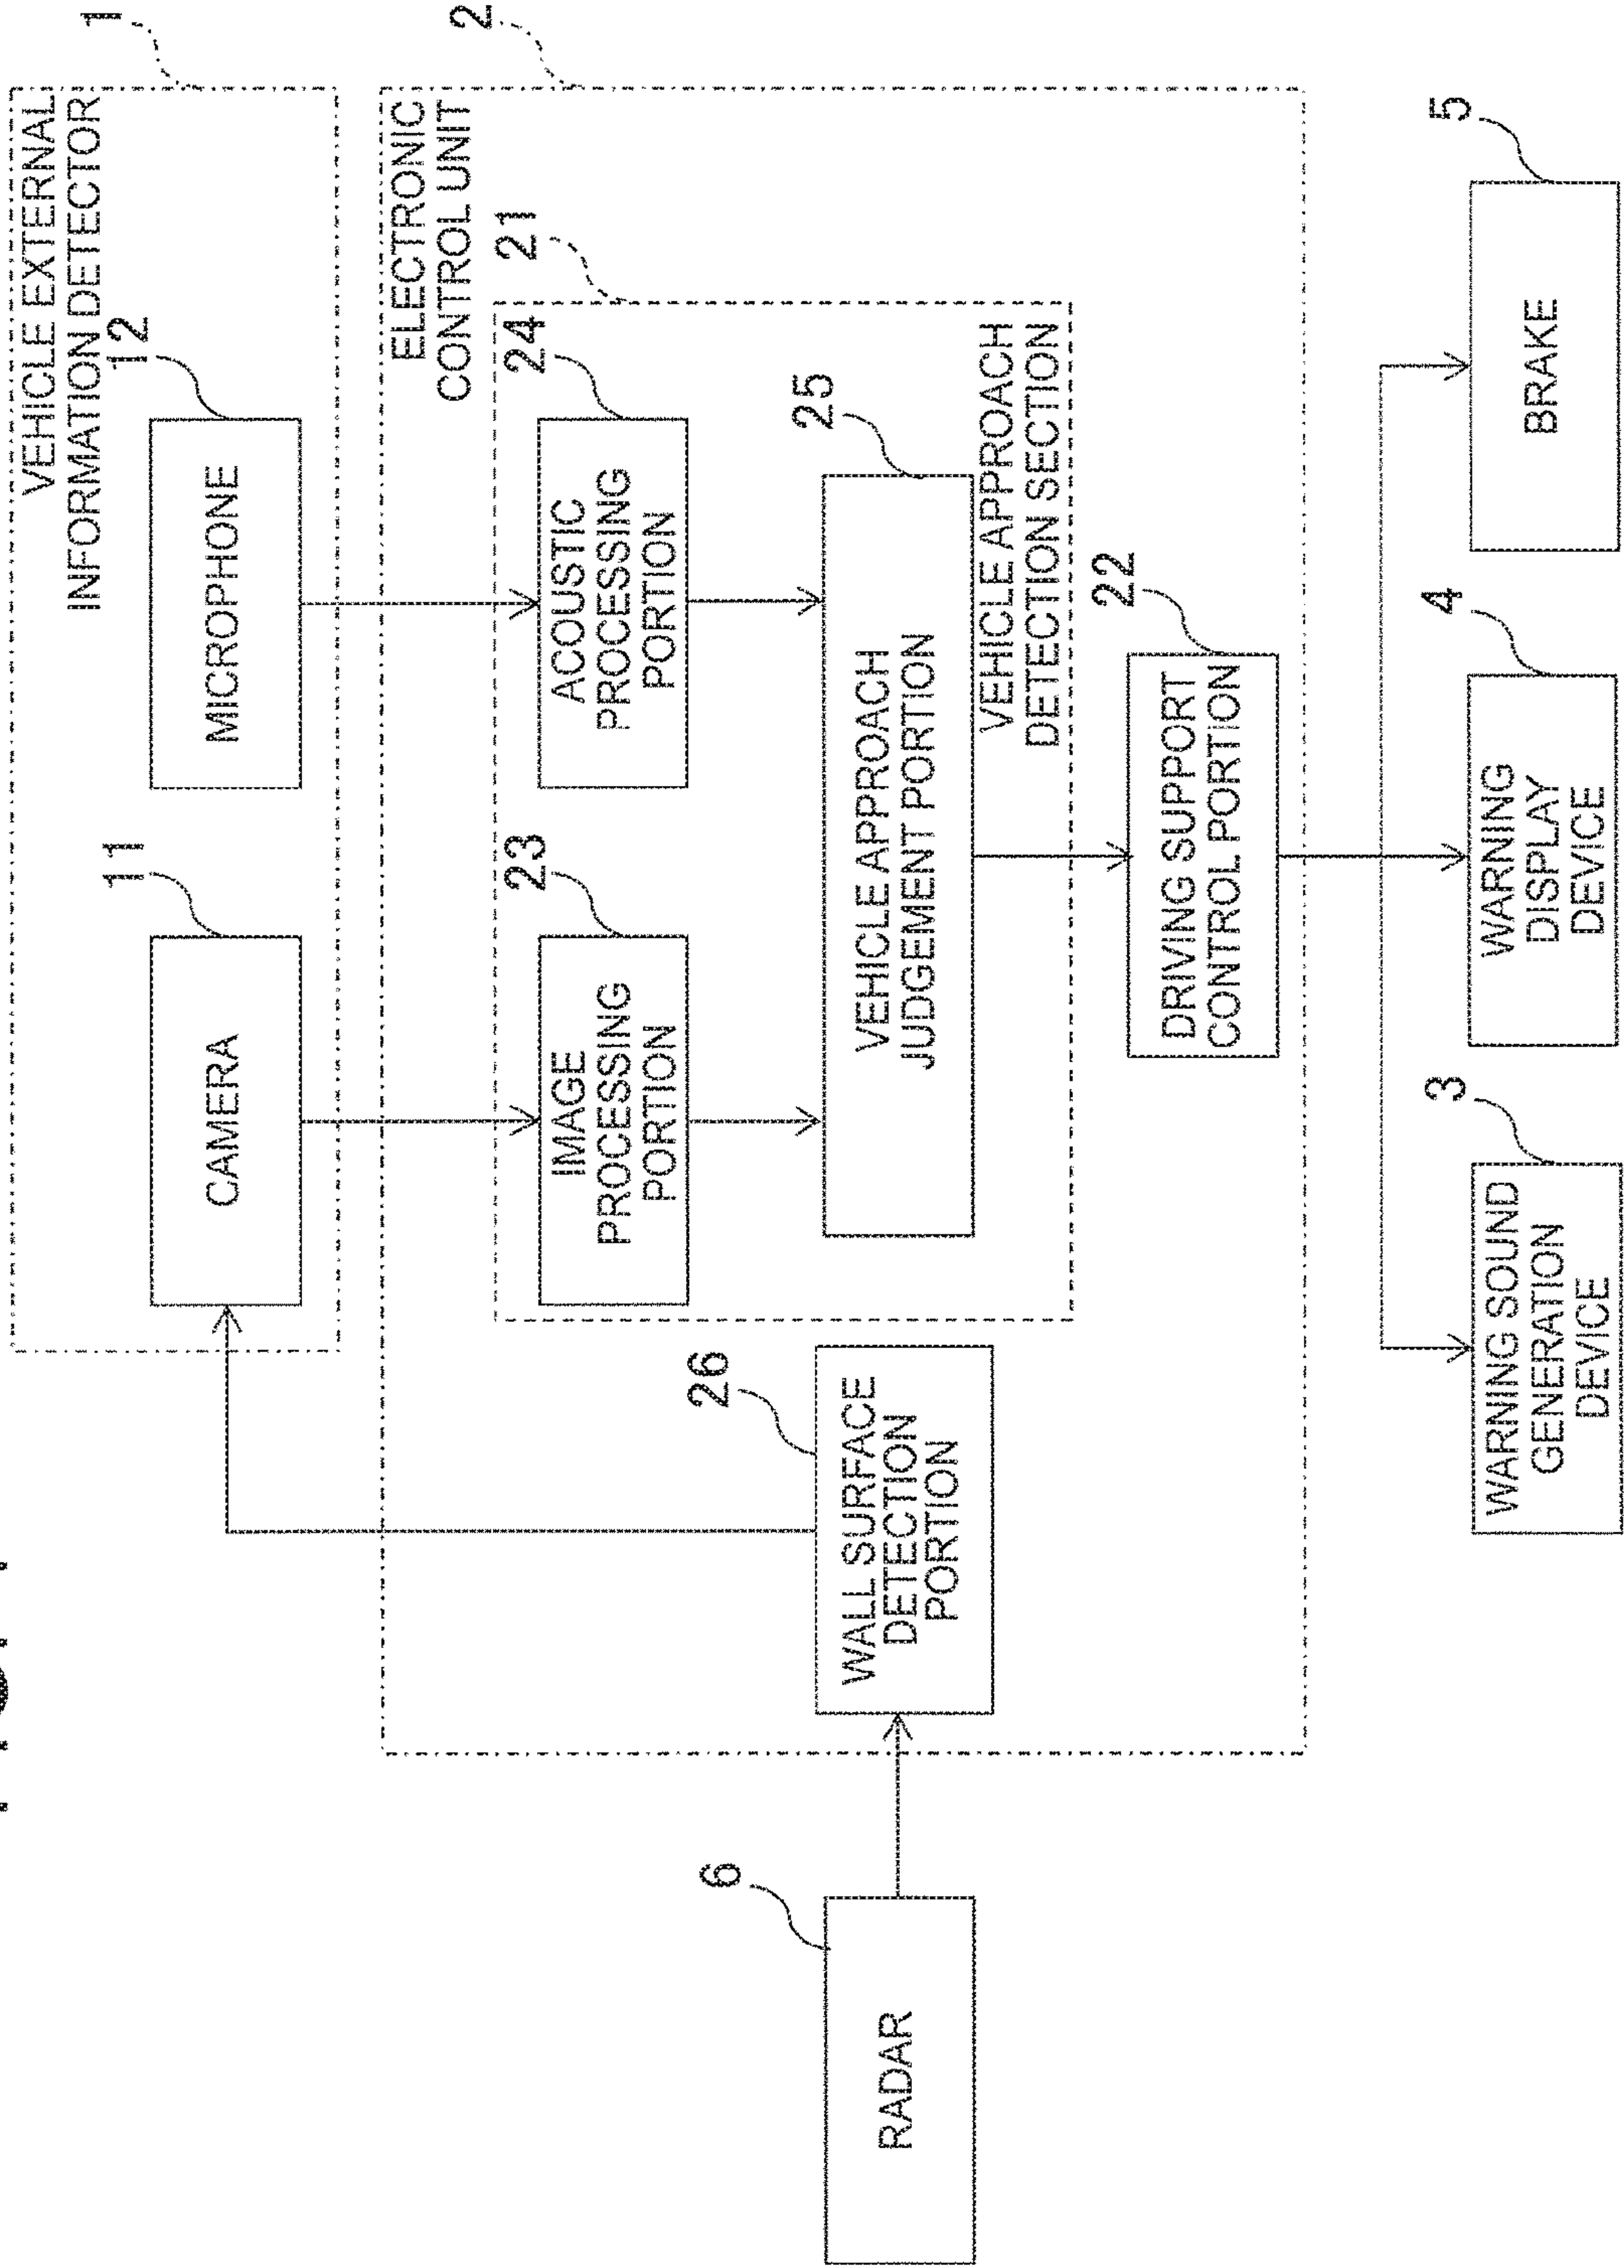 1
VEHICLE EXTERNAL
INFORMATION DETECTOR
11
12
CAMERA
MICROPHONE
2
ELECTRONIC
CONTROL UNIT
21
23
24
IMAGE
PROCESSING
PORTION
ACOUSTIC
PROCESSING
PORTION
6
26
25
RADAR
WALL SURFACE
DETECTION
PORTION
VEHICLE APPROACH
JUDGEMENT PORTION
VEHICLE APPROACH
DETECTION SECTION
22
DRIVING SUPPORT
CONTROL PORTION
3
4
5
WARNING SOUND
GENERATION
DEVICE
WARNING
DISPLAY
DEVICE
BRAKE